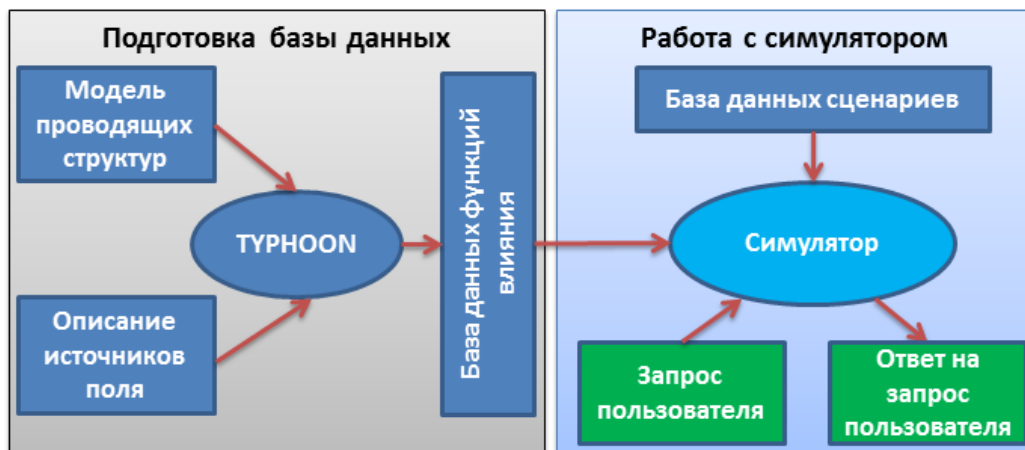 Подготовка базы данных
Модель
проводящих
структур
TYPHOON
Описание
источников
поля
База данных функций
влияния
Работа с симулятором
База данных сценариев
Симулятор
Запрос
пользователя
Ответ на
запрос
пользователя